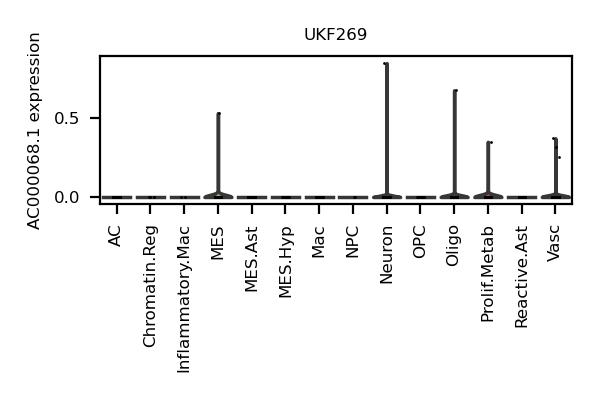 UKF269
AC000068.1 expression
0.5
0.0
AC
Chromatin.Reg
Inflammatory.Mac
MES
MES.Ast
MES.Hyp
Mac
NPC
Neuron
OPC
Oligo
Prolif.Metab
Reactive.Ast
Vasc